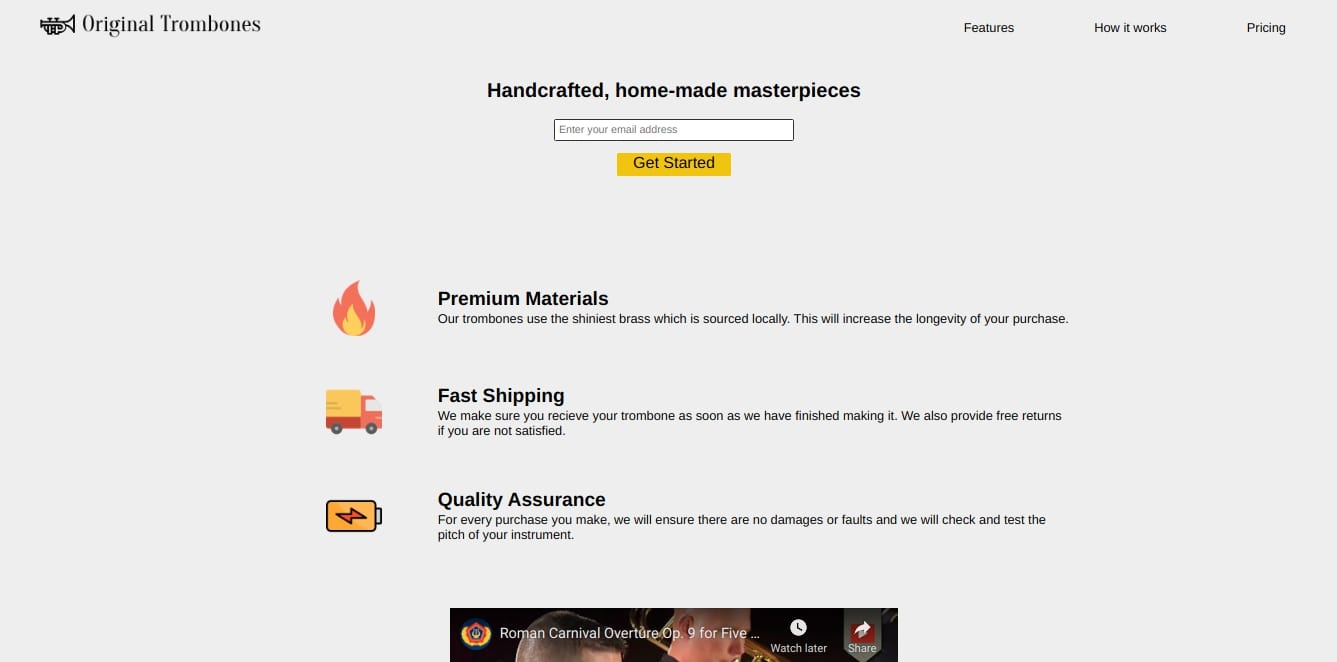 Original Trombones
Features
How it works
Pricing
Handcrafted, home-made masterpieces
Enter your email address
Get Started
Premium Materials
Our trombones use the shiniest brass which is sourced locally. This will increase the longevity of your purchase.
Fast Shipping
We make sure you recieve your trombone as soon as we have finished making it. We also provide free returns
if you are not satisfied.
Quality Assurance
For every purchase you make, we will ensure there are no damages or faults and we will check and test the
pitch of your instrument.
Roman Carnival Overture Op. 9 for Five ...
Watch later
Share